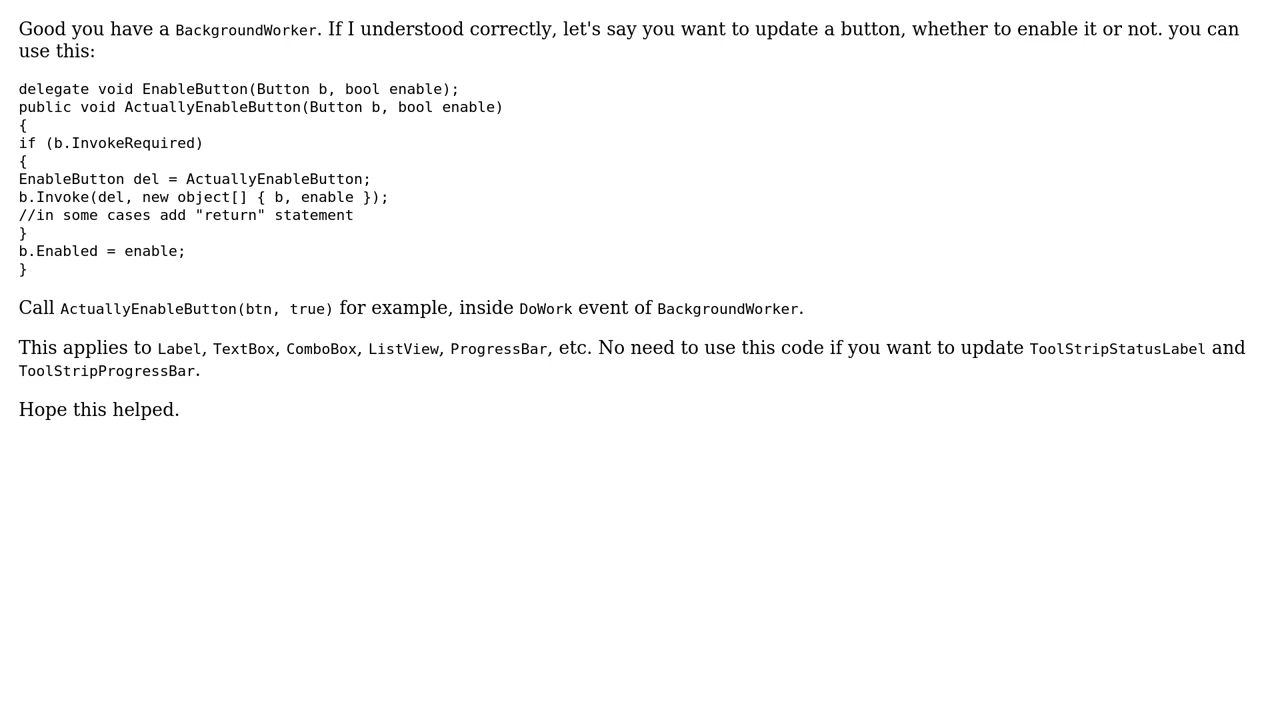 Good you have a BackgroundWorker. If I understood correctly, let's say you want to update a button, whether to enable it or not. you can
use this:
delegate void EnableButton(Button b, bool enable);
public void ActuallyEnableButton(Button b, bool enable)
{
if (b.InvokeRequired)
{
EnableButton del = ActuallyEnableButton;
b.Invoke(del, new object[] { b, enable });
//in some cases add "return" statement
}
b.Enabled = enable;
}
Call ActuallyEnableButton(btn, true) for example, inside DoWork event of BackgroundWorker.
This applies to Label, TextBox, ComboBox, ListView, ProgressBar, etc. No need to use this code if you want to update ToolStripStatusLabel and
ToolStripProgressBar.
Hope this helped.